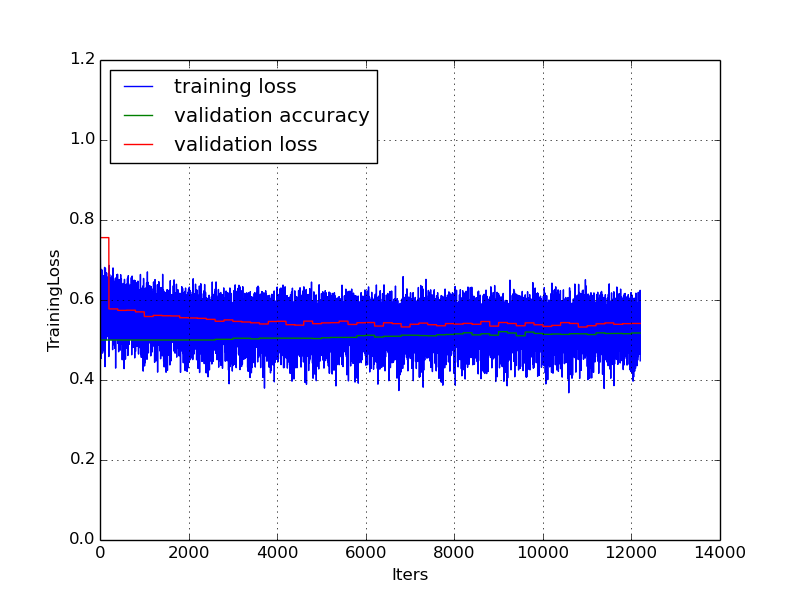 1.2
1.0
0.8
0.6
0.4
0.2
0.0
TrainingLoss
training loss
validation accuracy
validation loss
0 2000 4000 6000 8000 10000 12000 14000
Iters